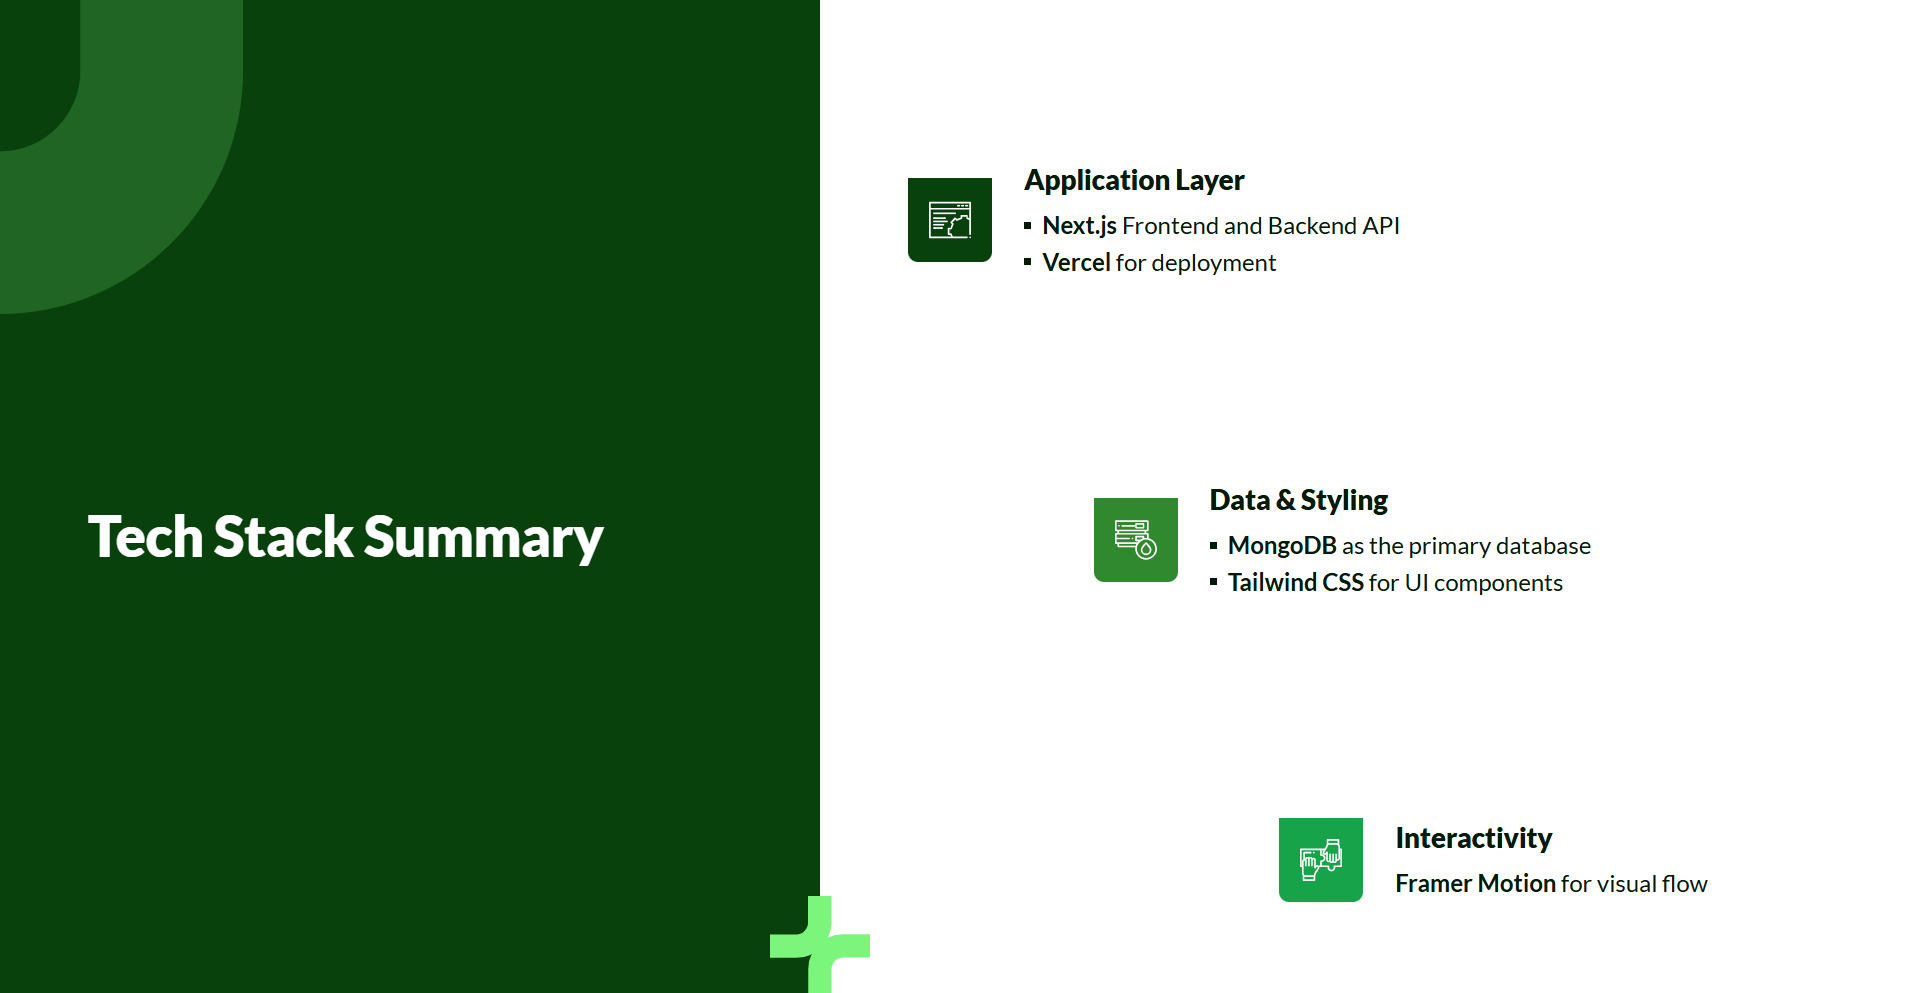 Tech Stack Summary
Application Layer
▪ Next.js Frontend and Backend API
▪ Vercel for deployment
Data & Styling
▪ MongoDB as the primary database
▪ Tailwind CSS for UI components
Interactivity
Framer Motion for visual flow